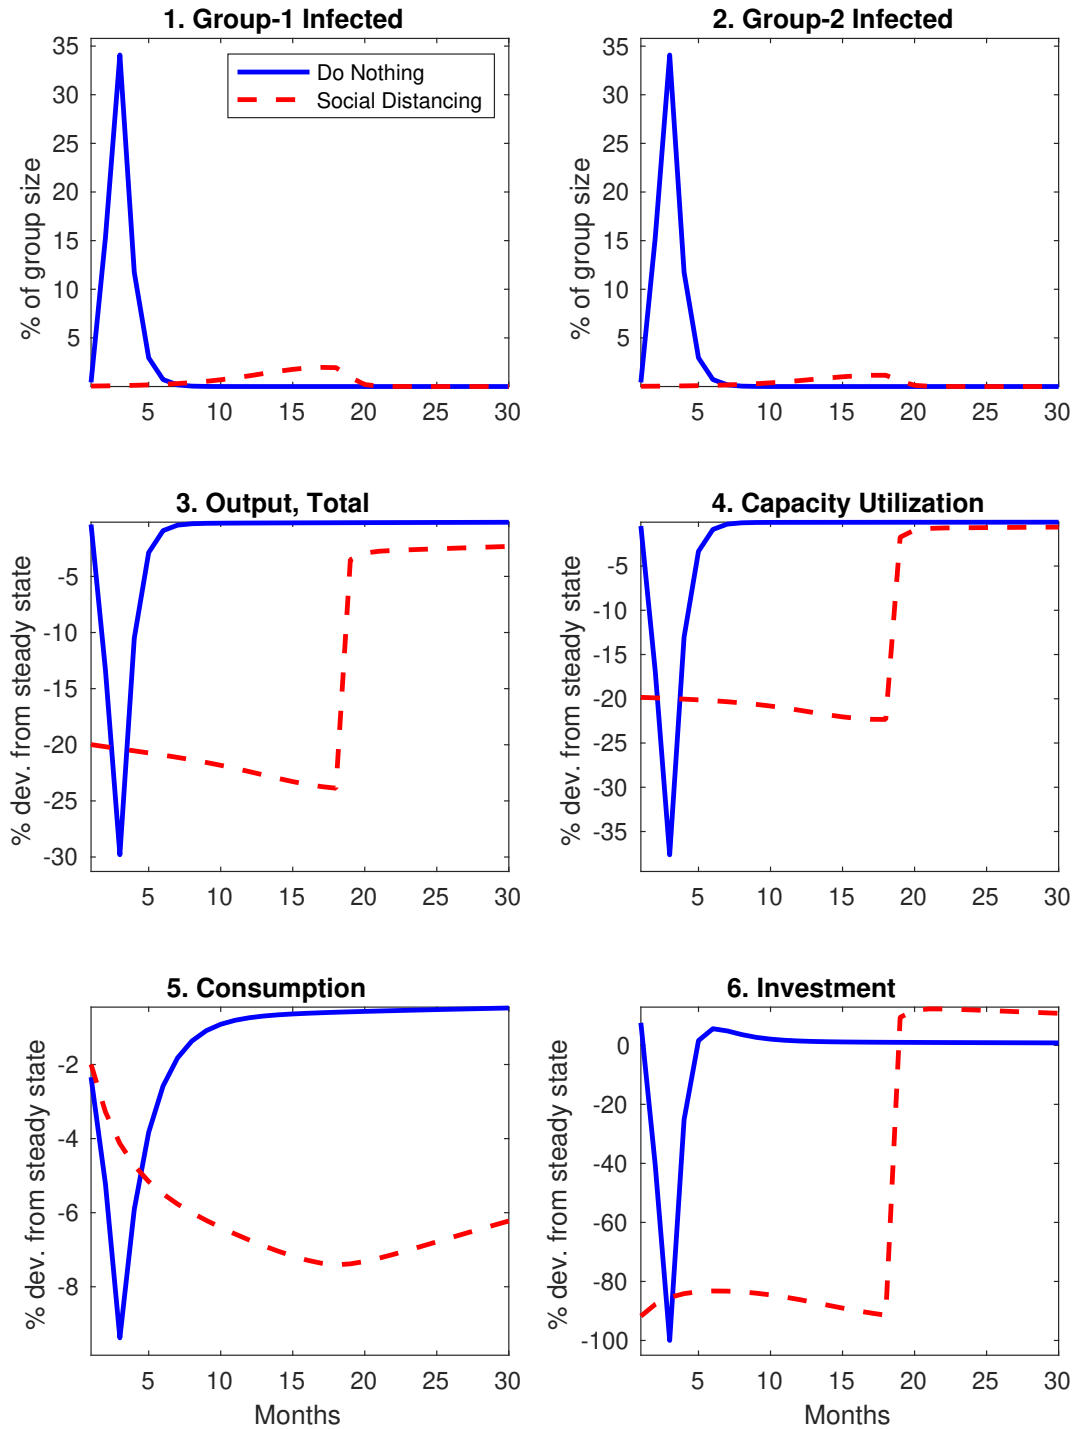 1. Group-1 Infected
2. Group-2 Infected
35
30
25
20
15
10
5
% of group size
Do Nothing
Social Distancing
5 10 15 20 25 30
35
30
25
20
15
10
5
% of group size
5 10 15 20 25 30
3. Output, Total
4. Capacity Utilization
-5
-10
-15
-20
-25
-30
% dev. from steady state
5 10 15 20 25 30
-5
-10
-15
-20
-25
-30
-35
% dev. from steady state
5 10 15 20 25 30
5. Consumption
6. Investment
-2
-4
-6
-8
% dev. from steady state
5 10 15 20 25 30
Months
0
-20
-40
-60
-80
-100
% dev. from steady state
5 10 15 20 25 30
Months